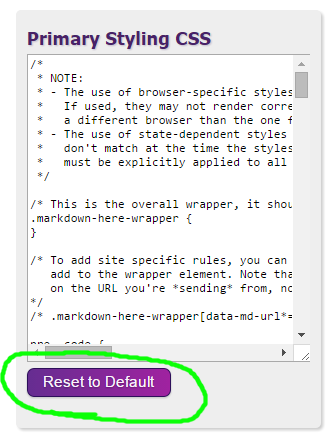 Primary Styling CSS
/*
* NOTE:
* - The use of browser-specific styles
* If used, they may not render corre
* a different browser than the one f
* - The use of state-dependent styles
* don't match at the time the styles
* must be explicitly applied to all
*/
/* This is the overall wrapper, it shou
.markdown-here-wrapper {
}
/* To add site specific rules, you can
add to the wrapper element. Note tha
on the URL you're *sending* from, no
*/
/* .markdown-here-wrapper[data-md-url*=
pre, code {
Reset to Default